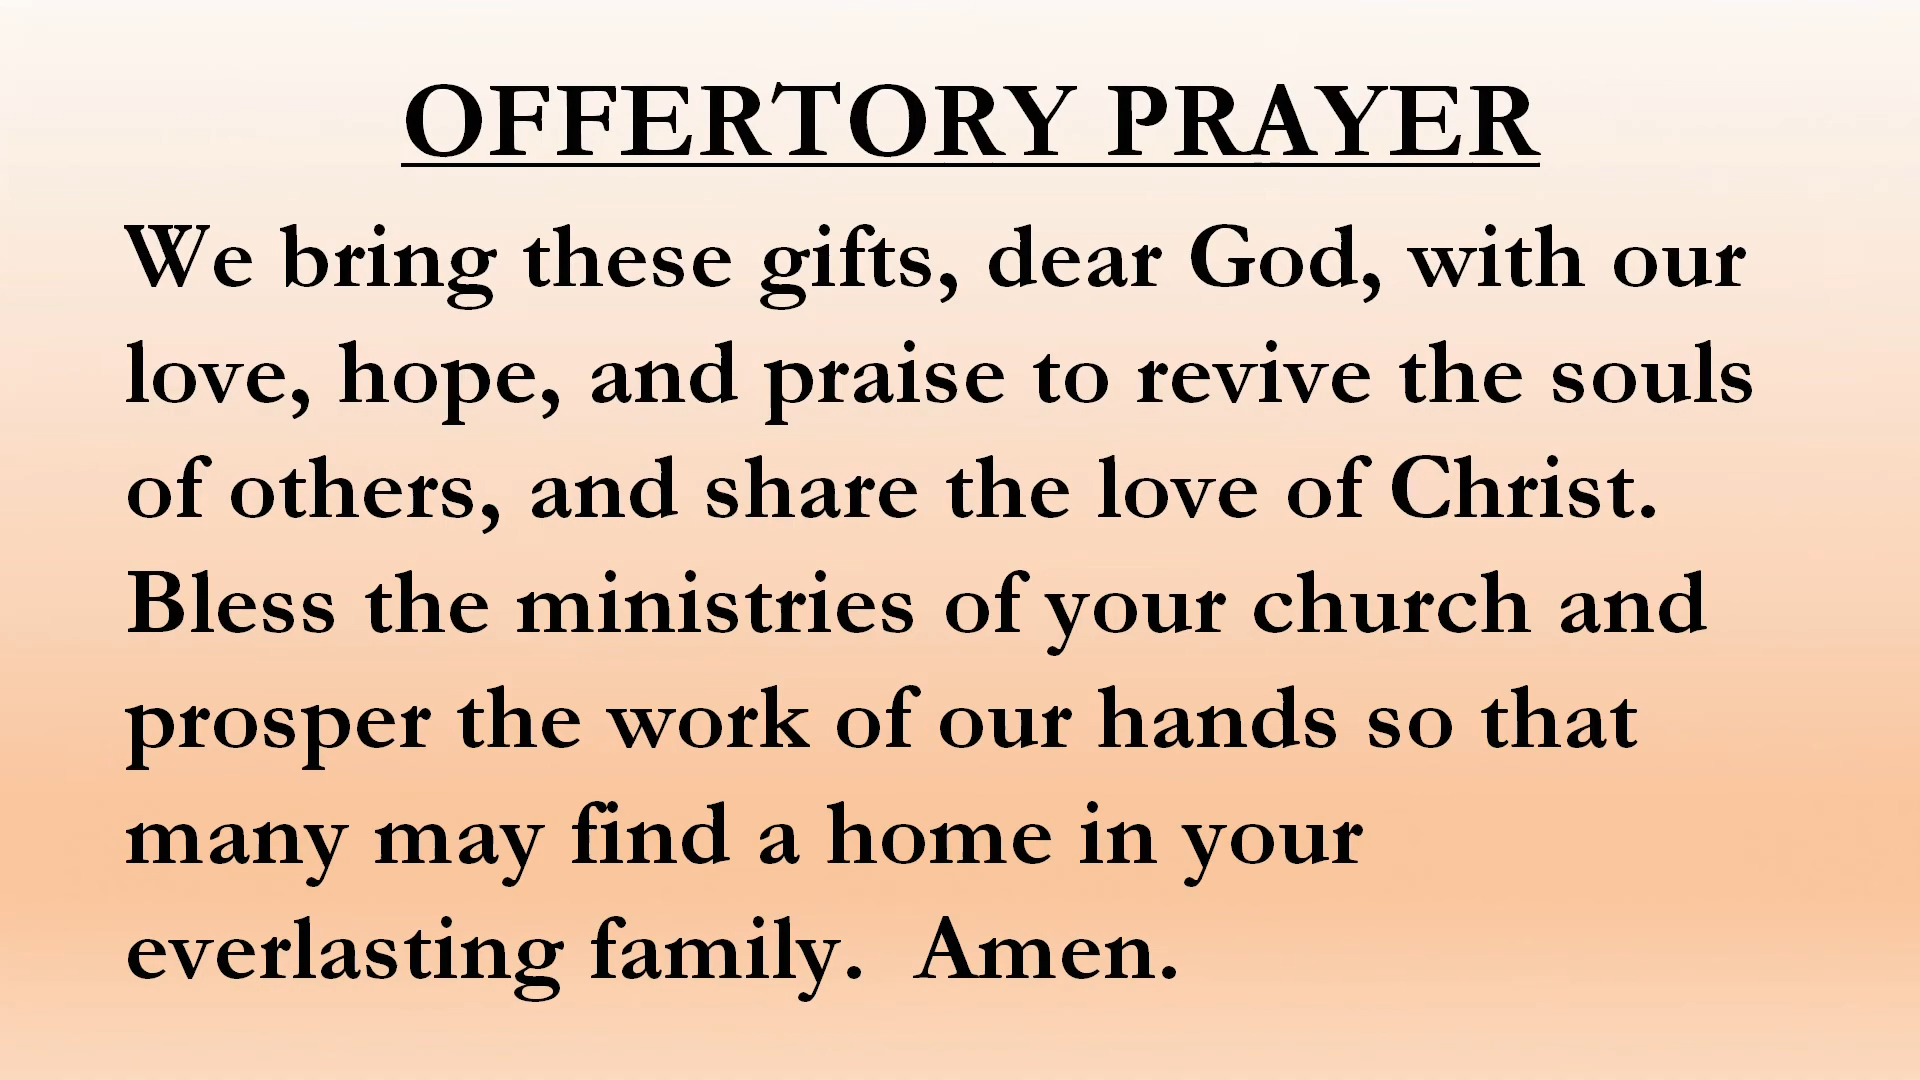 OFFERTORY PRAYER
We bring these gifts, dear God, with our
love, hope, and praise to revive the souls
of others, and share the love of Christ.
Bless the ministries of your church and
prosper the work of our hands so that
many may find a home in your
everlasting family.  Amen.